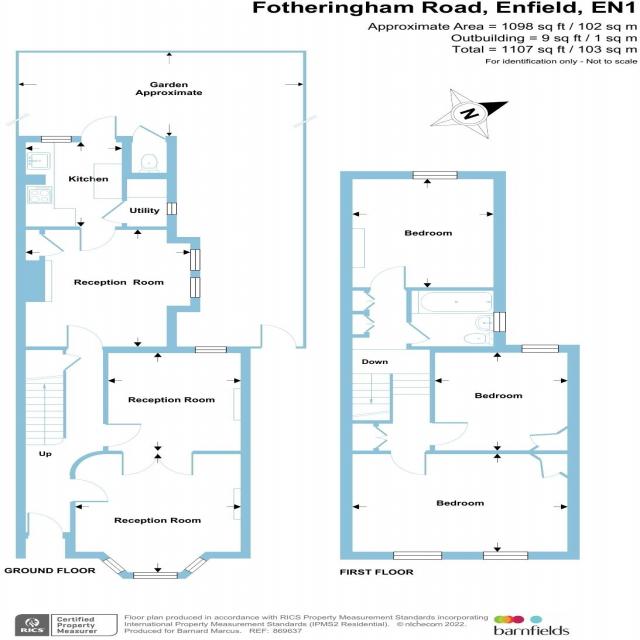 Fotheringham Road, Enfield, EN1
Approximate Area = 1098 sq ft / 102 sq m
Outbuilding = 9 sq ft / 1 sq m
Total = 1107 sq ft / 103 sq m
For identification only - Not to scale
Garden
Approximate
N
Kitchen
Utility
Bedroom
Reception Room
Down
Reception Room
Bedroom
Up
Bedroom
Reception Room
GROUND FLOOR
FIRST FLOOR
RICS
Certified
Property
Measurer
Floor plan produced in accordance with RICS Property Measurement Standards incorporating
International Property Measurement Standards (IPMS2 Residential). © nichecom 2022.
Produced for Barnard Marcus. REF: 869637
barnfields